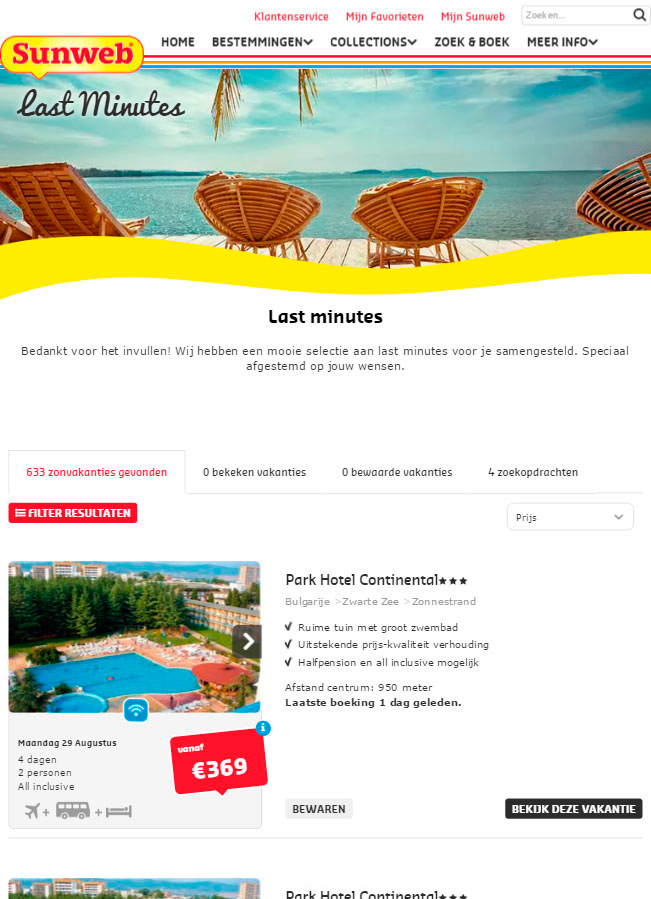 Klantenservice Mijn Favorieten Mijn Sunweb Zoeken...
Sunweb
HOME BESTEMMINGEN COLLECTIONS ZOEK & BOEK MEER INFO
Last Minutes
Last minutes
Bedankt voor het invullen! Wij hebben een mooie selectie aan last minutes voor je samengesteld. Speciaal
afgestemd op jouw wensen.
633 zonvakanties gevonden 0 bekeken vakanties 0 bewaarde vakanties 4 zoekopdrachten
FILTER RESULTATEN
Prijs
Park Hotel Continental★★★
Bulgarije >Zwarte Zee >Zonnestrand
✔ Ruime tuin met groot zwembad
✔ Uitstekende prijs-kwaliteit verhouding
✔ Halfpension en all inclusive mogelijk
Afstand centrum: 950 meter
Laatste boeking 1 dag geleden.
i
Maandag 29 Augustus
4 dagen
2 personen
All inclusive
+ +
vanaf
€369
BEWAREN BEKIJK DEZE VAKANTIE
Park Hotel Continental★★★